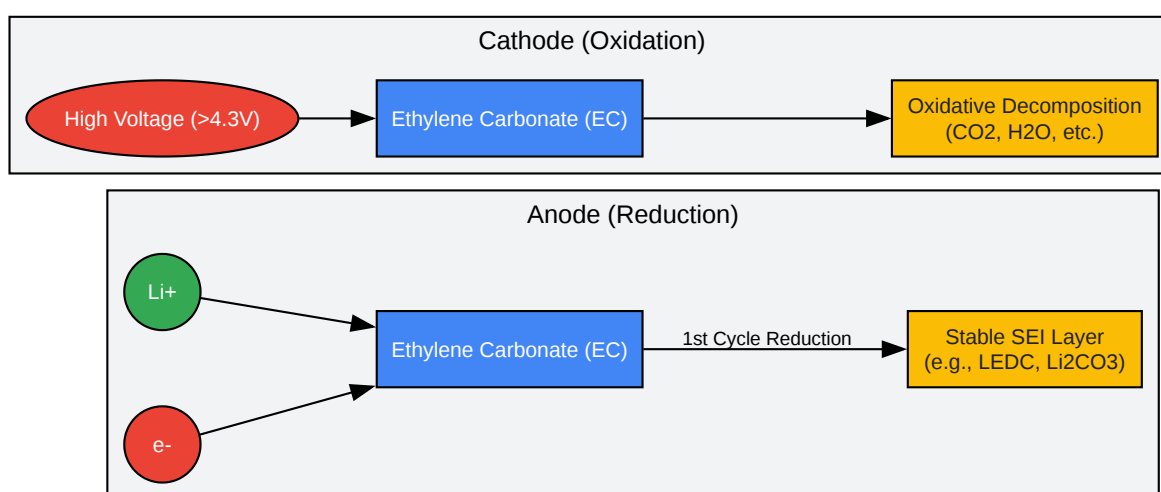 Cathode (Oxidation)
High Voltage (>4.3V)
Ethylene Carbonate (EC)
Oxidative Decomposition
(CO2, H2O, etc.)
Anode (Reduction)
Li+
e-
Ethylene Carbonate (EC)
1st Cycle Reduction
Stable SEI Layer
(e.g., LEDC, Li2CO3)